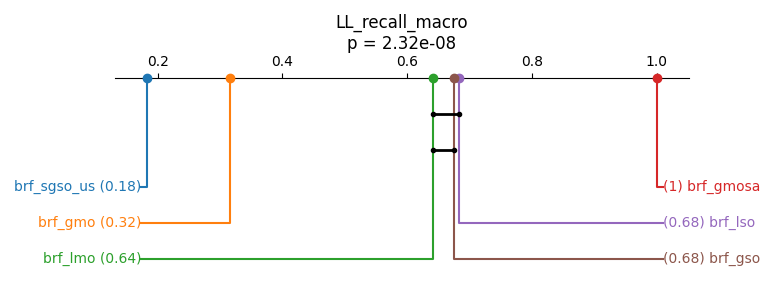 LL_recall_macro
p = 2.32e-08
0.2 0.4 0.6 0.8 1.0
brf_sgso_us (0.18) (1) brf_gmosa
brf_gmo (0.32) (0.68) brf_lso
brf_lmo (0.64) (0.68) brf_gso